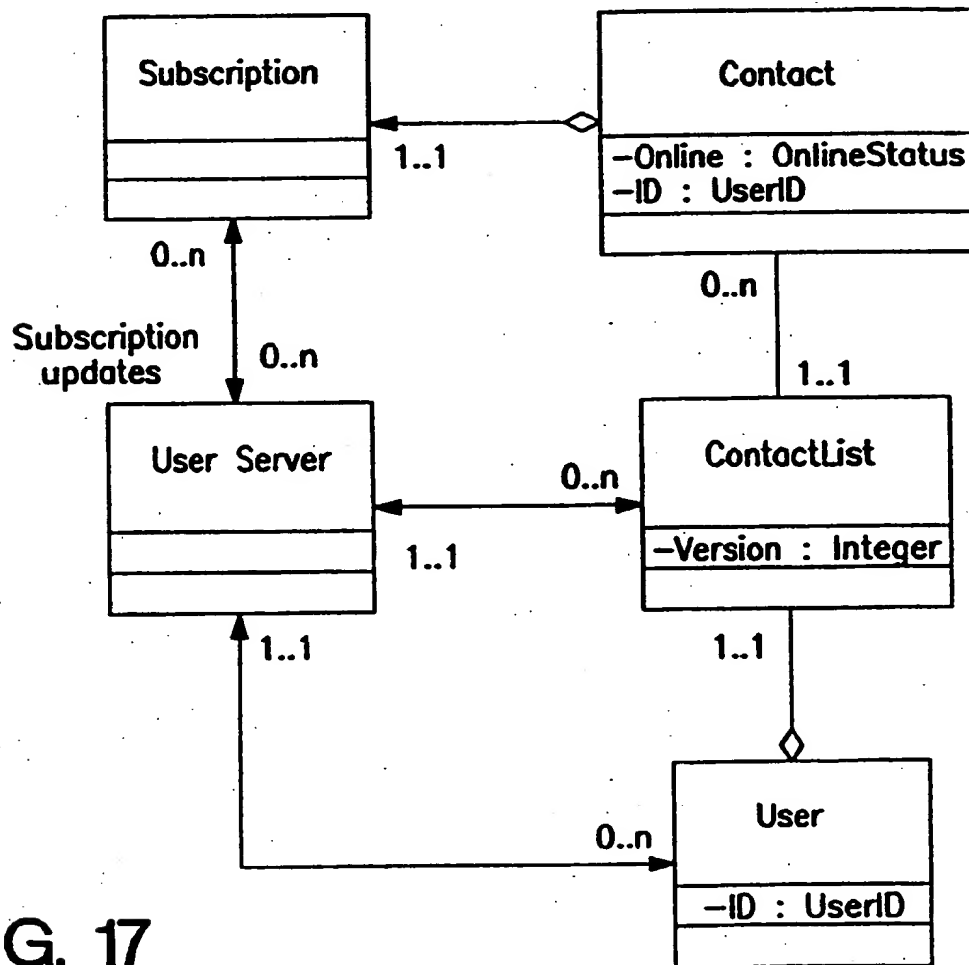 Subscription
Contact
1..1
-Online : OnlineStatus
-ID : UserID
0..n
0..n
Subscription
updates
0..n
1..1
User Server
ContactList
0..n
1..1
-Version : Integer
1..1
1..1
User
0..n
-ID : UserID
G. 17